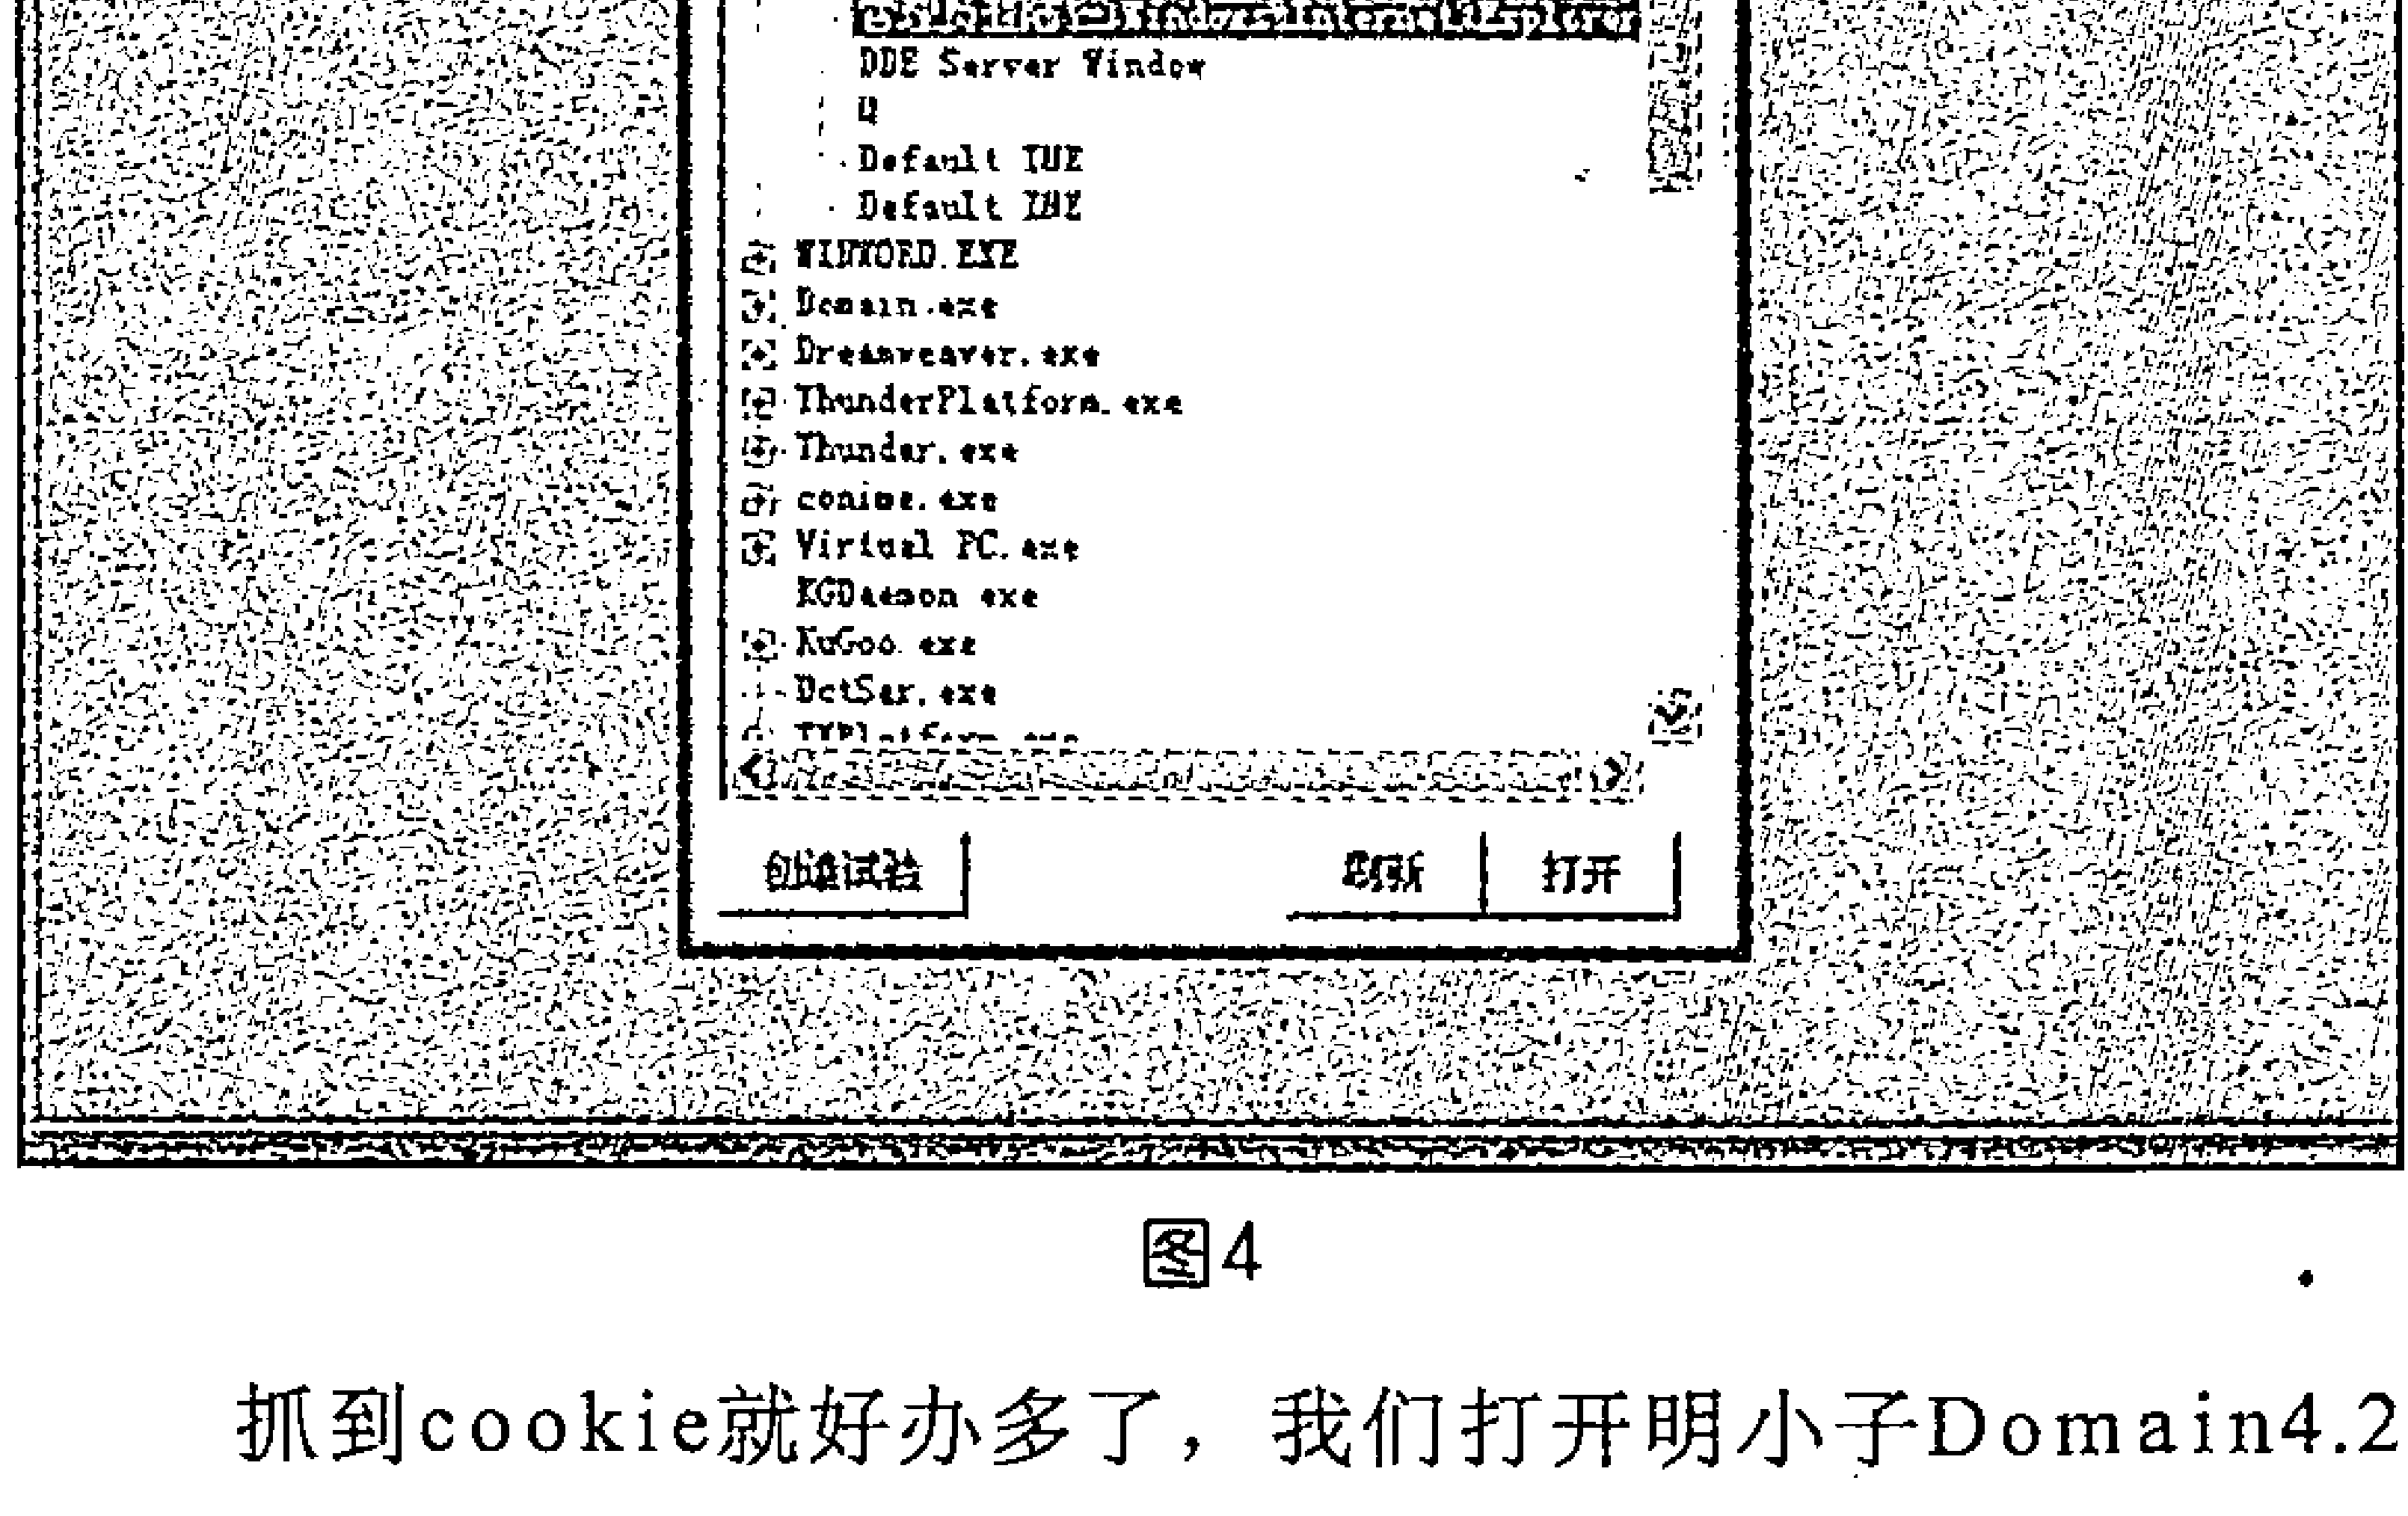 DDE Server Window
Default IME
Default IME
WINWORD.EXE
Domain.exe
Dreamweaver.exe
ThunderPlatform.exe
Thunder.exe
conime.exe
Virtual PC.exe
KGDaemon.exe
KuGoo.exe
TXPlatform.exe
刷新
打开
图4
抓到cookie就好办多了，我们打开明小子Domain4.2